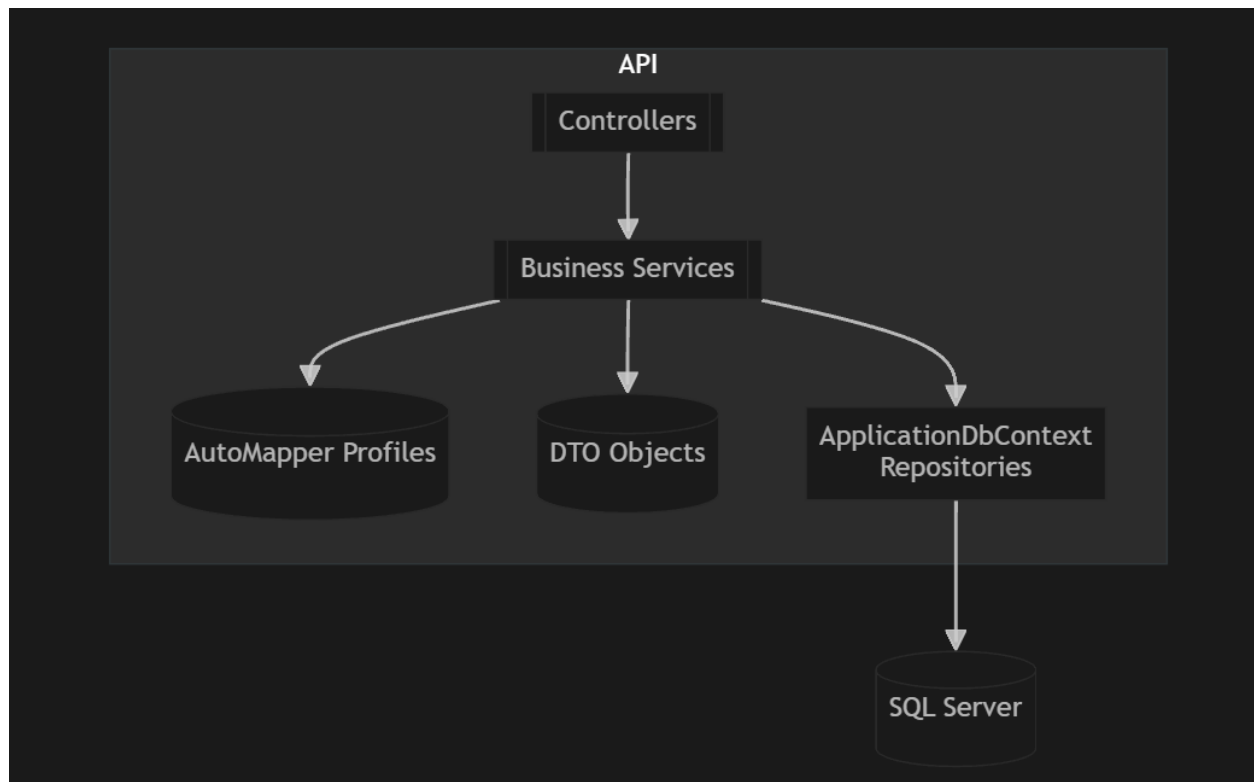 API
Controllers
Business Services
AutoMapper Profiles
DTO Objects
ApplicationDbContext
Repositories
SQL Server